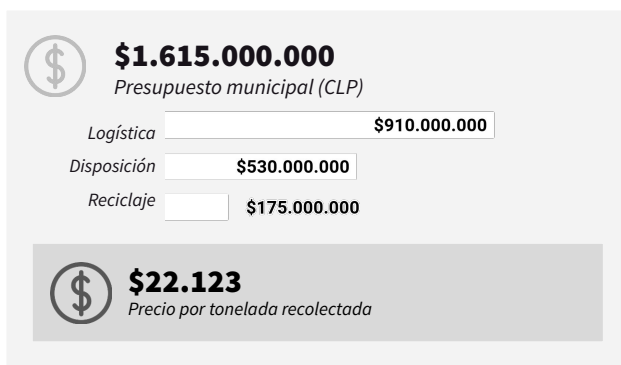 $1.615.000.000
Presupuesto municipal (CLP)
Logística $910.000.000
Disposición $530.000.000
Reciclaje $175.000.000
$22.123
Precio por tonelada recolectada